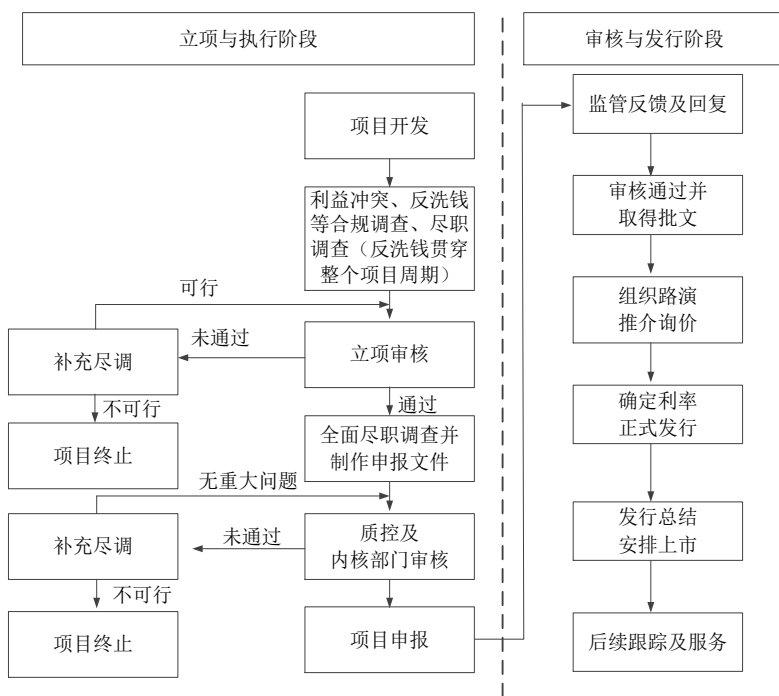 立项与执行阶段
审核与发行阶段
项目开发
利益冲突、反洗钱
等合规调查、尽职
调查（反洗钱贯穿
整个项目周期）
可行
立项审核
未通过
补充尽调
不可行
项目终止
通过
全面尽职调查并
制作申报文件
无重大问题
质控及
内核部门审核
未通过
补充尽调
不可行
项目终止
项目申报
监管反馈及回复
审核通过并
取得批文
组织路演
推介询价
确定利率
正式发行
发行总结
安排上市
后续跟踪及服务